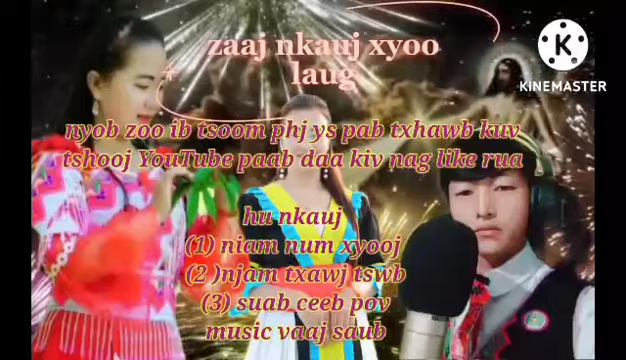 zaaj nkauj xyoo
laug
KINEMASTER
nyob zoo ib tsoom phj ys pab txhawb kuv
tshooj YouTube paab daa kiv nag like rua
hu nkauj
(1) niam num xyooj
(2 )njam txawj tswb
(3) suab ceeb pov
music vaaj saub